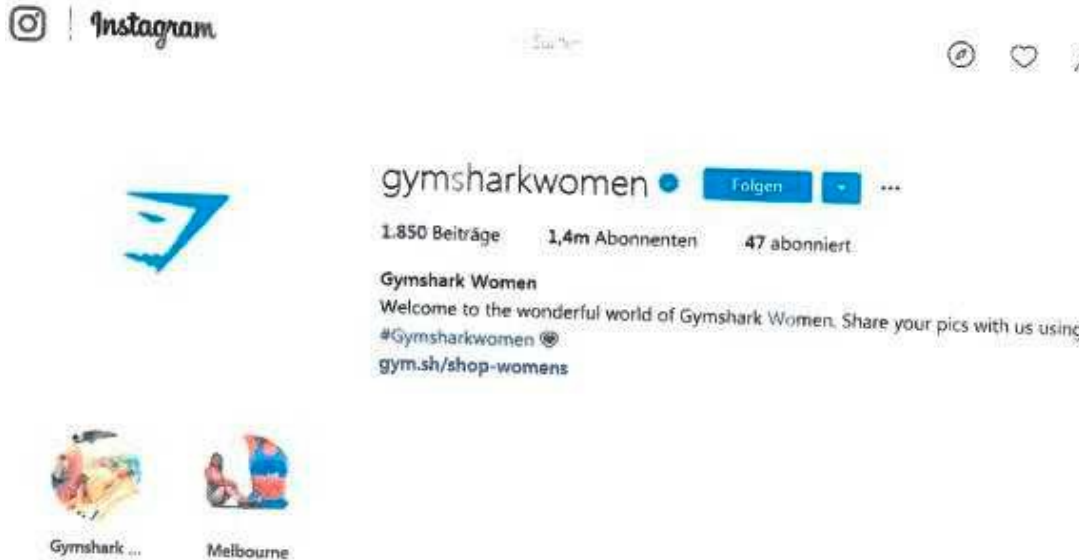 Instagram
gymsharkwomen Folgen
1.850 Beiträge 1,4m Abonnenten 47 abonniert
Gymshark Women
Welcome to the wonderful world of Gymshark Women. Share your pics with us using
#Gymsharkwomen
gym.sh/shop-womens
Gymshark ... Melbourne